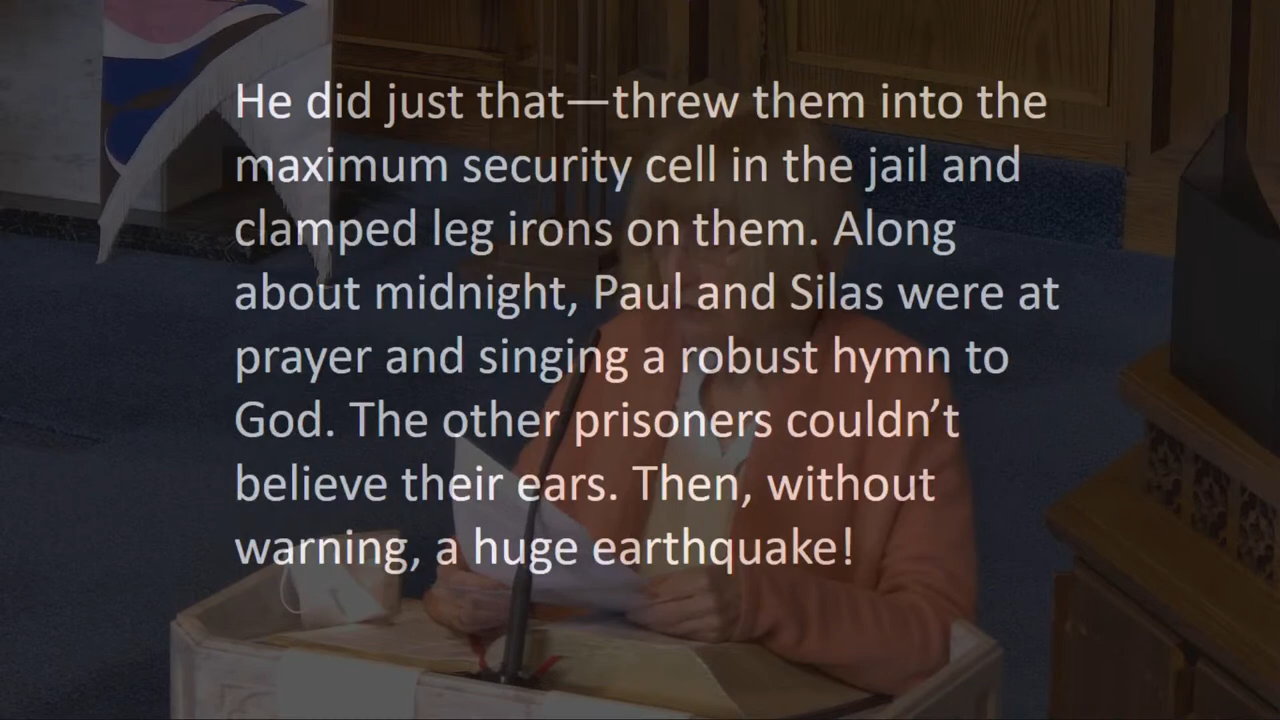 He did just that—threw them into the
maximum security cell in the jail and
clamped leg irons on them. Along
about midnight, Paul and Silas were at
prayer and singing a robust hymn to
God. The other prisoners couldn’t
believe their ears. Then, without
warning, a huge earthquake!